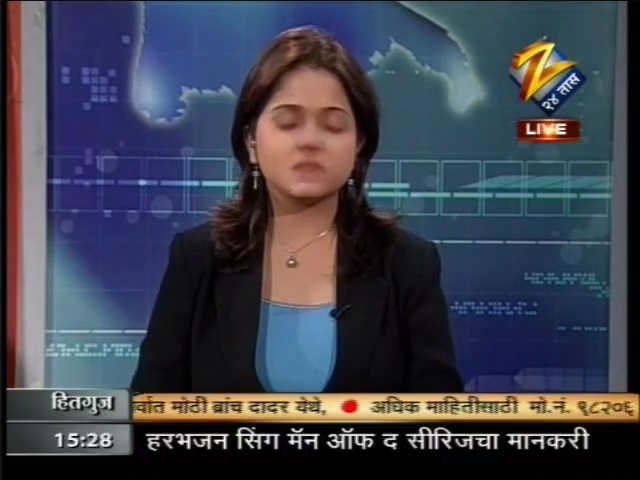 २४ तास
LIVE
हितगुज
र्वात मोठी ब्रांच दादर येथे, अधिक माहितीसाठी मो.नं. ९८२०६
15:28
हरभजन सिंग मॅन ऑफ द सीरिजचा मानकरी